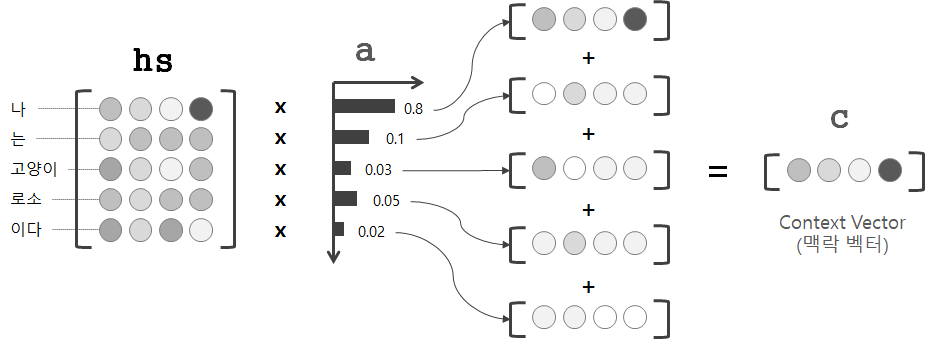 hs
a
c
나 x 0.8
는 x 0.1
고양이 x 0.03
로소 x 0.05
이다 x 0.02
+
+
+
+
=
Context Vector
(맥락 벡터)